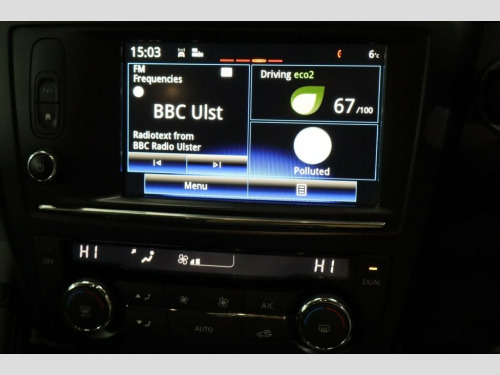 15:03
6°c
FM
Frequencies
BBC Ulst
Radiotext from
BBC Radio Ulster
Driving eco2
67/100
Polluted
Menu
HI
HI
OFF
DUAL
A/C
AUTO